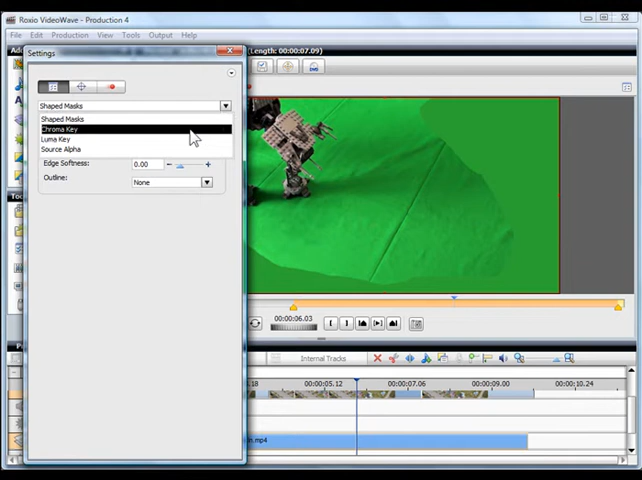 Roxio VideoWave - Production 4
File Edit Production View Tools Output Help
Settings
(Length: 00:00:07.09)
DVD
Shaped Masks
Shaped Masks
Chroma Key
Luma Key
Source Alpha
Edge Softness: 0.00 - +
Outline: None
00:00:06.03
Internal Tracks
.18 00:00:05.12 00:00:07.06 00:00:09.00 00:00:10.24
.mp4